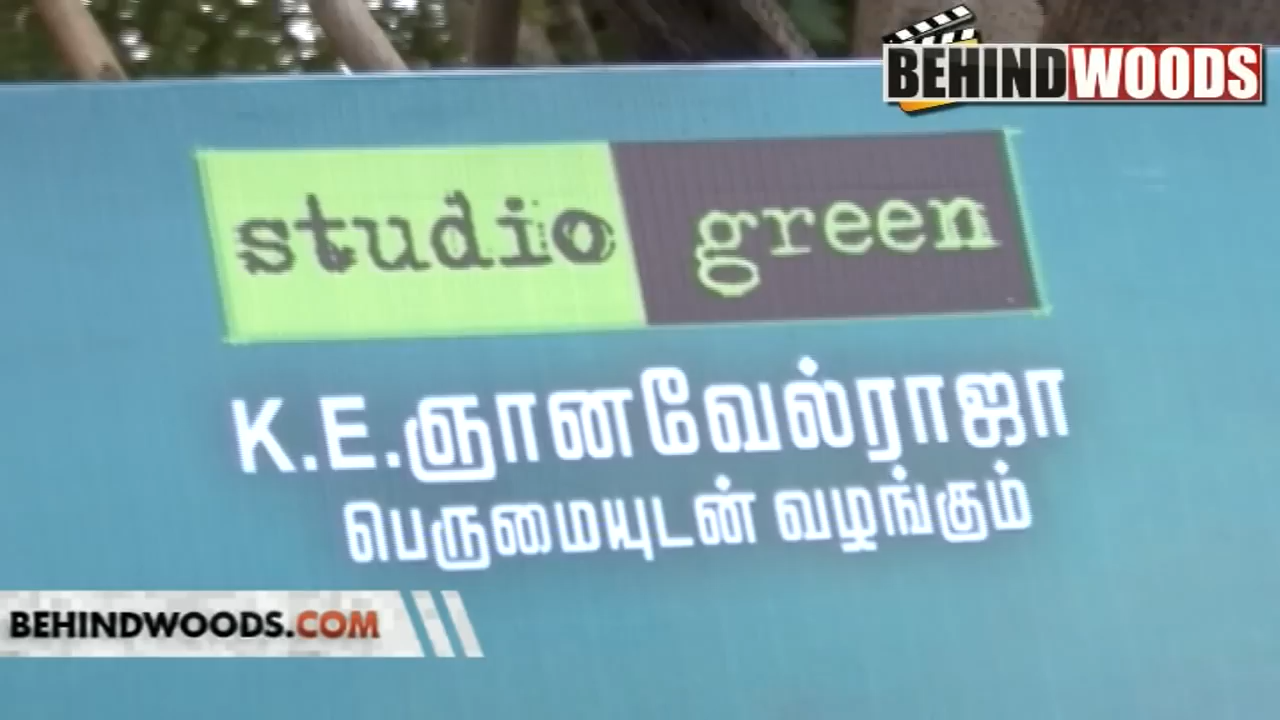 BEHINDWOODS
studio green
K.E.ஞானவேல்ராஜா
பெருமையுடன் வழங்கும்
BEHINDWOODS.COM